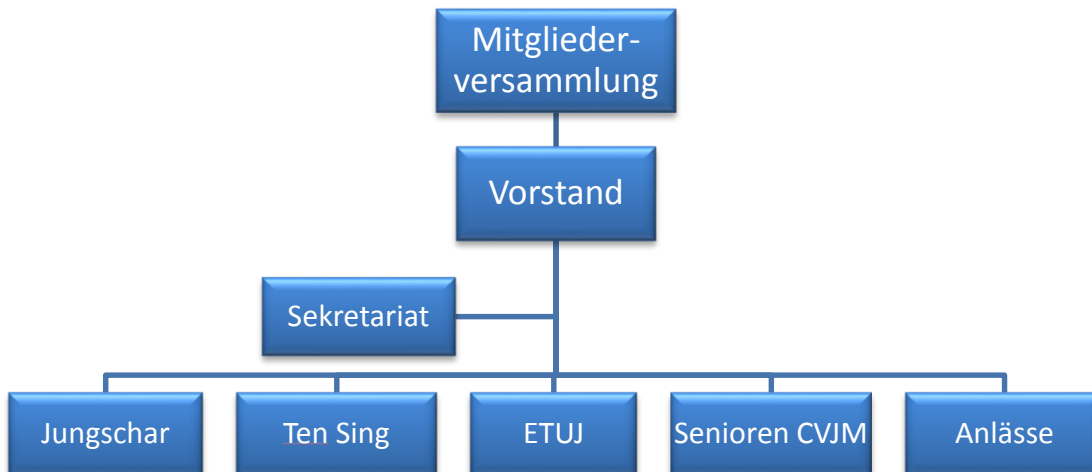 Mitglieder-
versammlung
Vorstand
Sekretariat
Jungschar
Ten Sing
ETUJ
Senioren CVJM
Anlässe